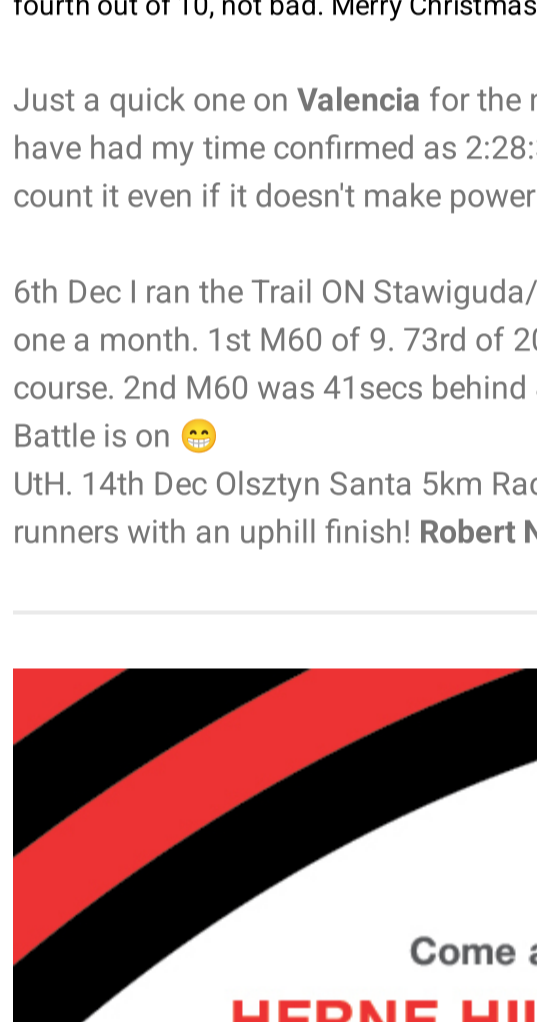 fourth out of 10, not bad. Merry Christmas
Just a quick one on Valencia for the
have had my time confirmed as 2:28:
count it even if it doesn't make power
6th Dec I ran the Trail ON Stawiguda/
one a month. 1st M60 of 9. 73rd of
course. 2nd M60 was 41secs behind
Battle is on 😁
UtH. 14th Dec Olsztyn Santa 5km
runners with an uphill finish! Robert
Come
HERNE